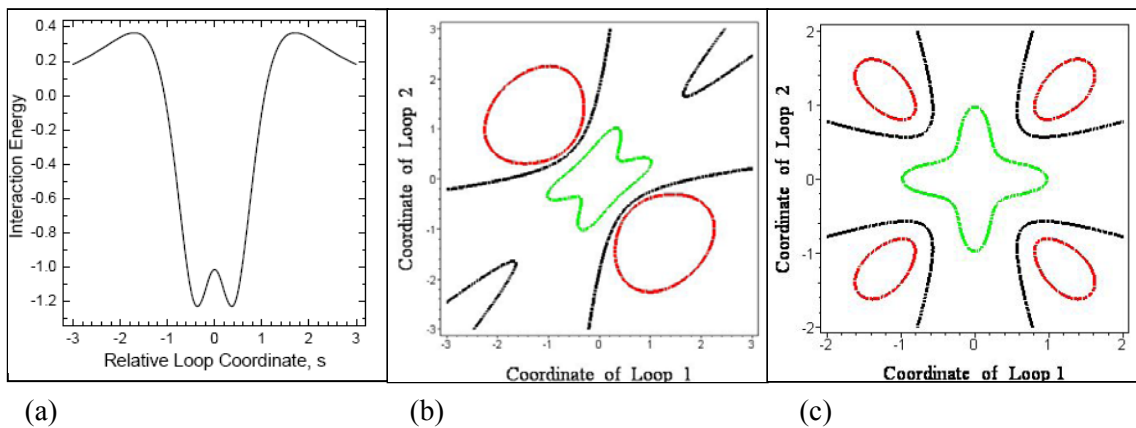 0.4
0.2
0.0
-0.2
-0.4
-0.6
-0.8
-1.0
-1.2
-3 -2 -1 0 1 2 3
Interaction Energy
Relative Loop Coordinate, s
3
2
1
0
-1
-2
-3
-3 -2 -1 0 1 2 3
Coordinate of Loop 2
Coordinate of Loop 1
2
1
0
-1
-2
-2 -1 0 1 2
Coordinate of Loop 2
Coordinate of Loop 1
(a) (b) (c)